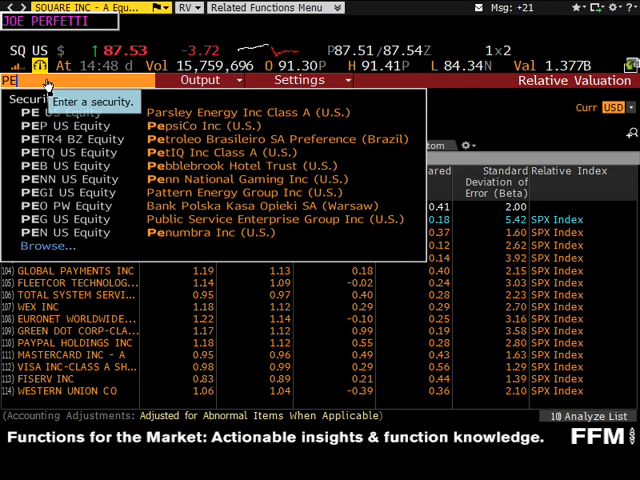 SQUARE INC - A Equ...
RV
Related Functions Menu
Msg: +21
JOE PERFETTI
SQ US $ ↑ 87.53 -3.72 P87.51/87.54Z 1x2
At 14:48 d Vol 15,759,696 O 91.30P H 91.41P L 84.34N Val 1.377B
PE Output Settings Relative Valuation
Enter a security.
PE US Equity Parsley Energy Inc Class A (U.S.)
PEP US Equity PepsiCo Inc (U.S.)
PETR4 BZ Equity Petroleo Brasileiro SA Preference (Brazil)
PETQ US Equity PetIQ Inc Class A (U.S.)
PEB US Equity Pebblebrook Hotel Trust (U.S.)
PENN US Equity Penn National Gaming Inc (U.S.)
PEGI US Equity Pattern Energy Group Inc (U.S.)
PEO PW Equity Bank Polska Kasa Opieki SA (Warsaw)
PEG US Equity Public Service Enterprise Group Inc (U.S.)
PEN US Equity Penumbra Inc (U.S.)
Browse...
Curr USD
Standard Deviation of Error (Beta) Relative Index
0.41 2.00
0.18 5.42 SPX Index
0.37 1.60 SPX Index
0.12 2.62 SPX Index
0.14 3.92 SPX Index
104) GLOBAL PAYMENTS INC 1.19 1.13 0.18 0.40 2.15 SPX Index
105) FLEETCOR TECHNOLOG... 1.14 1.09 -0.02 0.24 3.03 SPX Index
106) TOTAL SYSTEM SERVI... 0.95 0.97 0.40 0.28 2.23 SPX Index
107) WEX INC 1.18 1.12 0.33 0.29 2.70 SPX Index
108) EURONET WORLDWIDE... 1.22 1.14 -0.10 0.25 3.36 SPX Index
109) GREEN DOT CORP-CLA... 1.17 1.12 0.39 0.19 3.58 SPX Index
110) PAYPAL HOLDINGS INC 1.18 1.12 0.55 0.28 2.80 SPX Index
111) MASTERCARD INC - A 0.95 0.96 0.49 0.43 1.63 SPX Index
112) VISA INC-CLASS A SH... 0.98 0.99 0.56 0.29 1.29 SPX Index
113) FISERV INC 0.83 0.89 0.21 0.44 1.39 SPX Index
114) WESTERN UNION CO 1.06 1.04 -0.39 0.36 2.10 SPX Index
(Accounting Adjustments: Adjusted for Abnormal Items When Applicable)
Analyze List
Functions for the Market: Actionable insights & function knowledge.
FFM